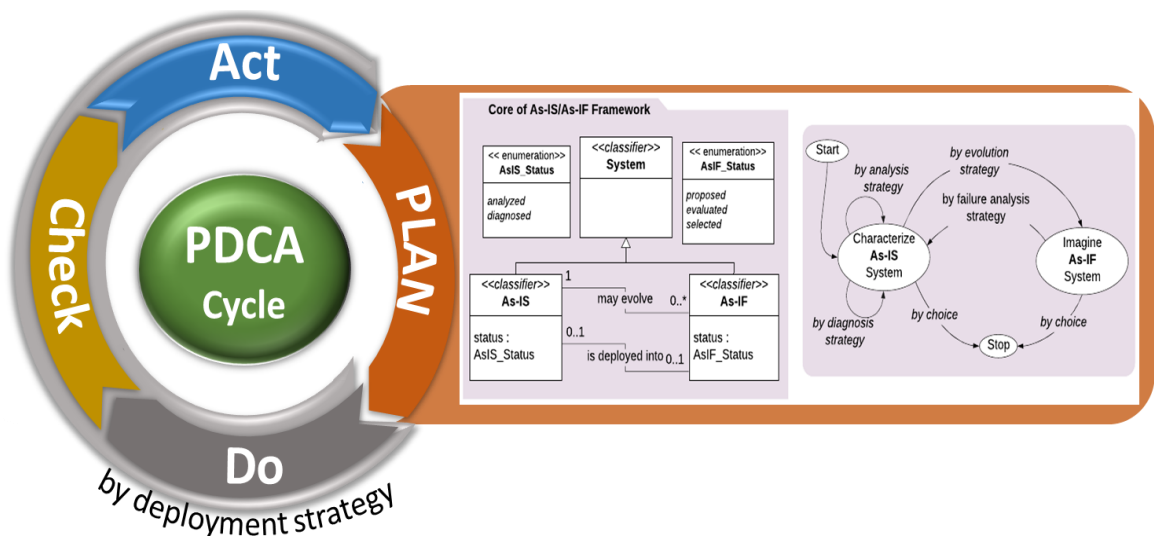 Act
PLAN
Do
Check
PDCA
Cycle
by deployment strategy
Core of As-IS/As-IF Framework
<< enumeration>>
AsIS_Status
analyzed
diagnosed
<<classifier>>
System
<< enumeration>>
AsIF_Status
proposed
evaluated
selected
<<classifier>>
As-IS
status :
AsIS_Status
1
may evolve
0..*
0..1
is deployed into
0..1
<<classifier>>
As-IF
status :
AsIF_Status
Start
by analysis
strategy
by evolution
strategy
by failure analysis
strategy
Characterize
As-IS
System
Imagine
As-IF
System
by diagnosis
strategy
by choice
by choice
Stop